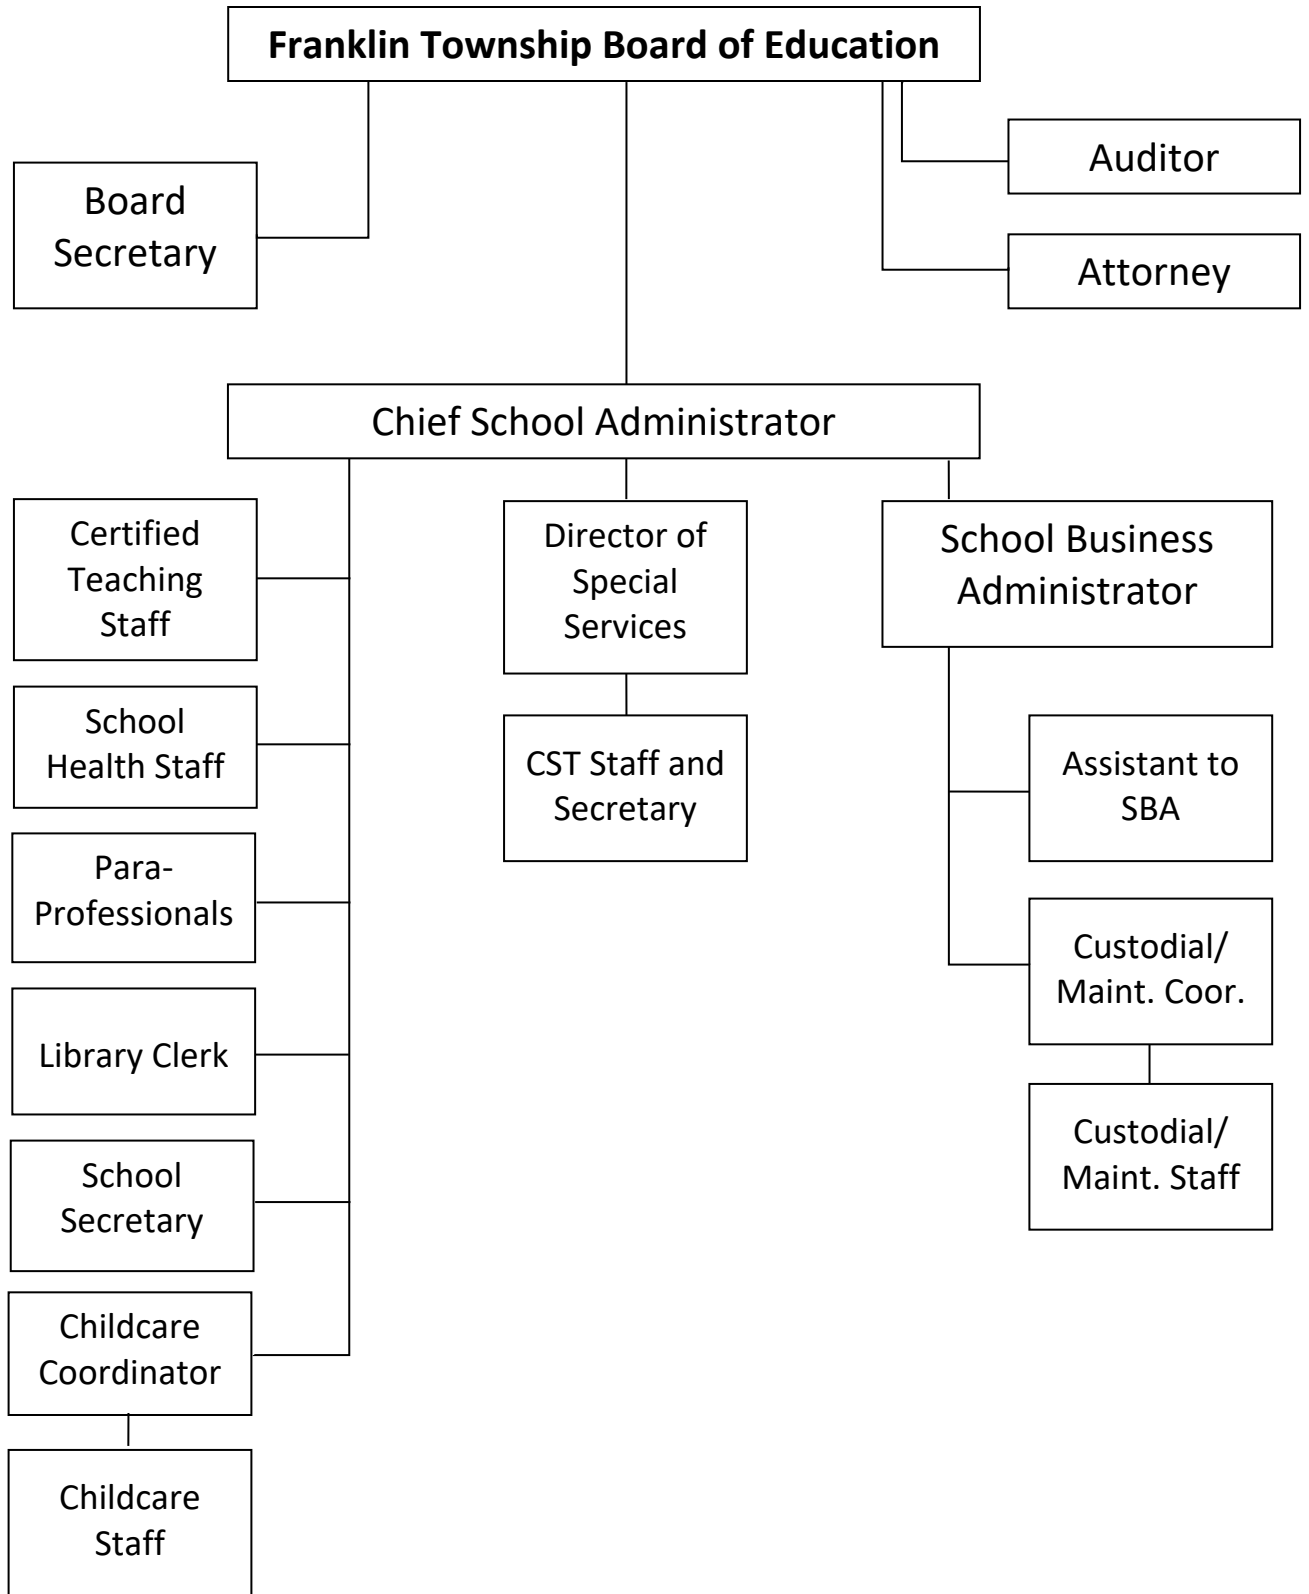 Franklin Township Board of Education
Auditor
Board
Secretary
Attorney
Chief School Administrator
Certified
Teaching
Staff
Director of
Special
Services
School Business
Administrator
School
Health Staff
CST Staff and
Secretary
Assistant to
SBA
Para-
Professionals
Custodial/
Maint. Coor.
Library Clerk
Custodial/
Maint. Staff
School
Secretary
Childcare
Coordinator
Childcare
Staff